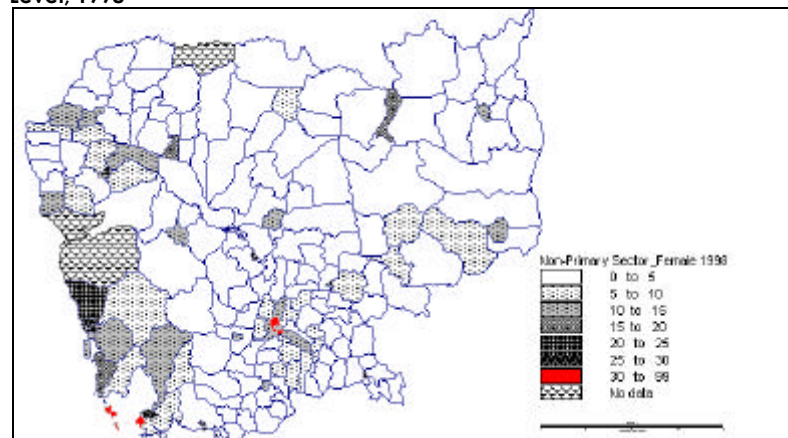 Level, 1998
Non-Primary Sector_Female 1998
0 to 5
5 to 10
10 to 15
15 to 20
20 to 25
25 to 30
30 to 99
No data